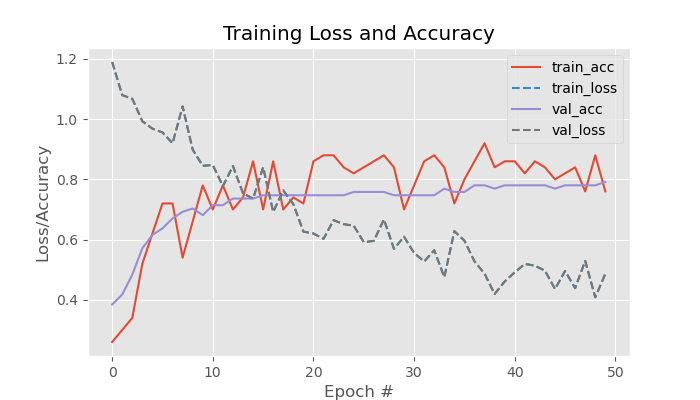 Training Loss and Accuracy
train_acc
train_loss
val_acc
val_loss
Loss/Accuracy
1.2
1.0
0.8
0.6
0.4
0 10 20 30 40 50
Epoch #